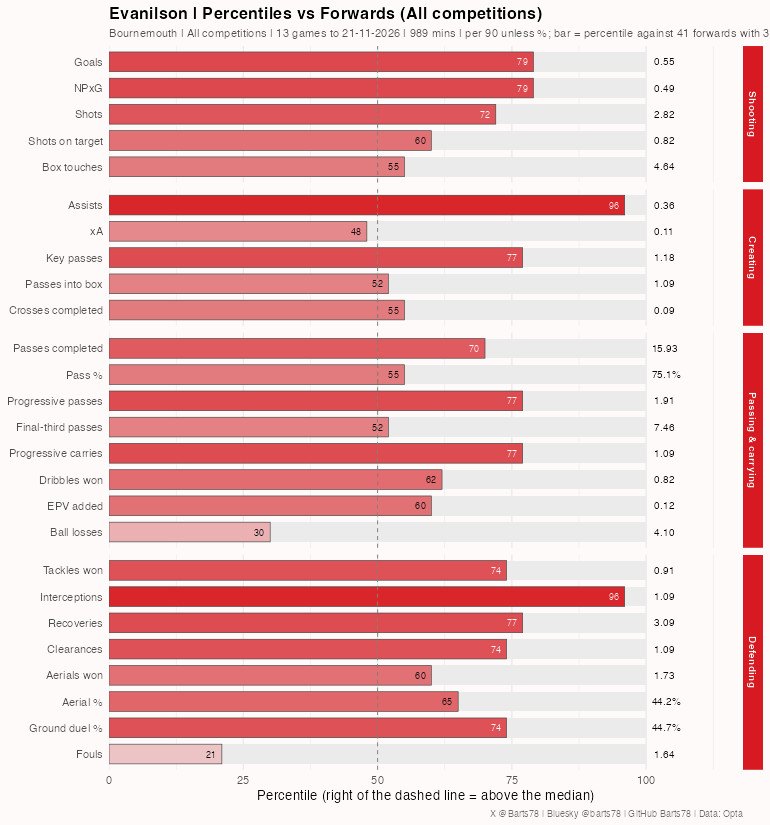 Evanilson | Percentiles vs Forwards (All competitions)
Bournemouth | All competitions | 13 games to 21-11-2026 | 989 mins | per 90 unless %; bar = percentile against 41 forwards with 3
Shooting
Goals 79 0.55
NPxG 79 0.49
Shots 72 2.82
Shots on target 60 0.82
Box touches 55 4.64
Creating
Assists 96 0.36
xA 48 0.11
Key passes 77 1.18
Passes into box 52 1.09
Crosses completed 55 0.09
Passing & carrying
Passes completed 70 15.93
Pass % 55 75.1%
Progressive passes 77 1.91
Final-third passes 52 7.46
Progressive carries 77 1.09
Dribbles won 62 0.82
EPV added 60 0.12
Ball losses 30 4.10
Defending
Tackles won 74 0.91
Interceptions 96 1.09
Recoveries 77 3.09
Clearances 74 1.09
Aerials won 60 1.73
Aerial % 65 44.2%
Ground duel % 74 44.7%
Fouls 21 1.64
0 25 50 75 100
Percentile (right of the dashed line = above the median)
X @Barts78 | Bluesky @barts78 | GitHub Barts78 | Data: Opta